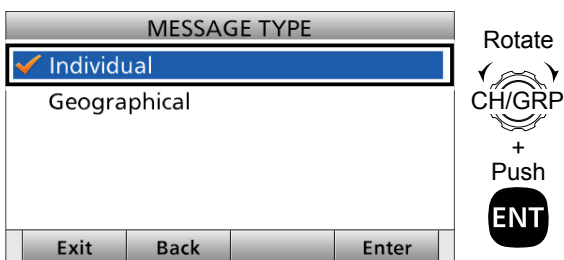 MESSAGE TYPE
Individual
Geographical
Exit Back Enter
Rotate
CH/GRP
+
Push
ENT